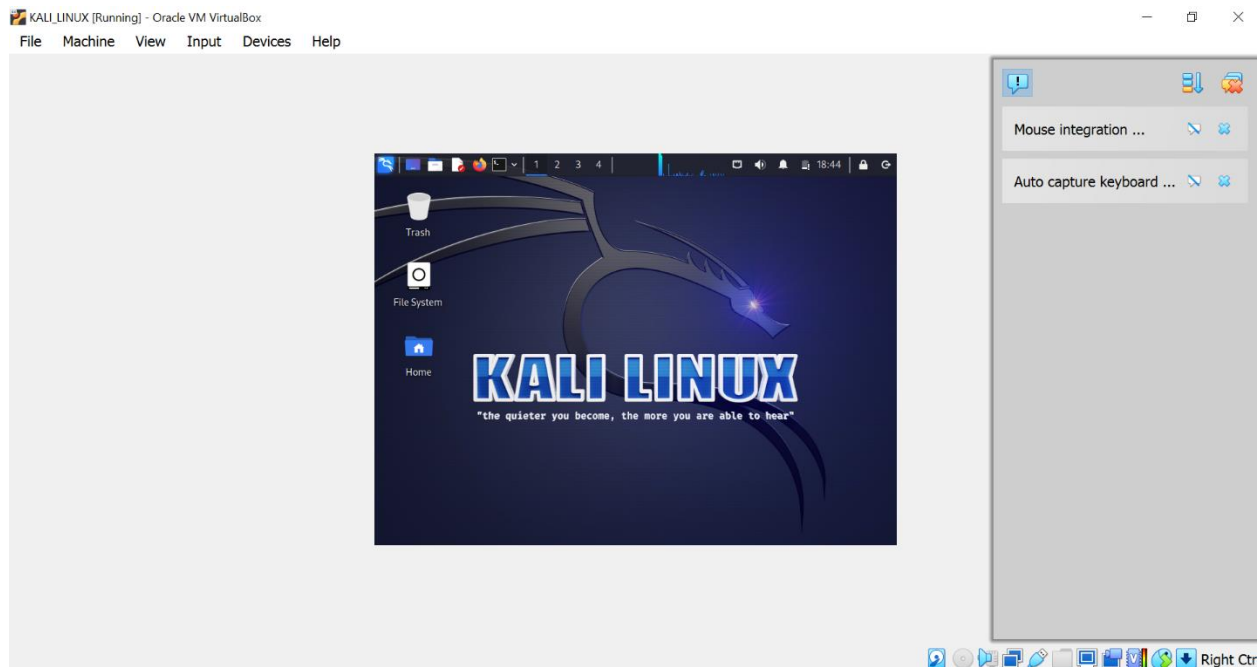 KALI_LINUX [Running] - Oracle VM VirtualBox
File Machine View Input Devices Help
Mouse integration ...
Auto capture keyboard ...
1 2 3 4
18:44
Trash
File System
Home
KALI LINUX
"the quieter you become, the more you are able to hear"
Right Ctr